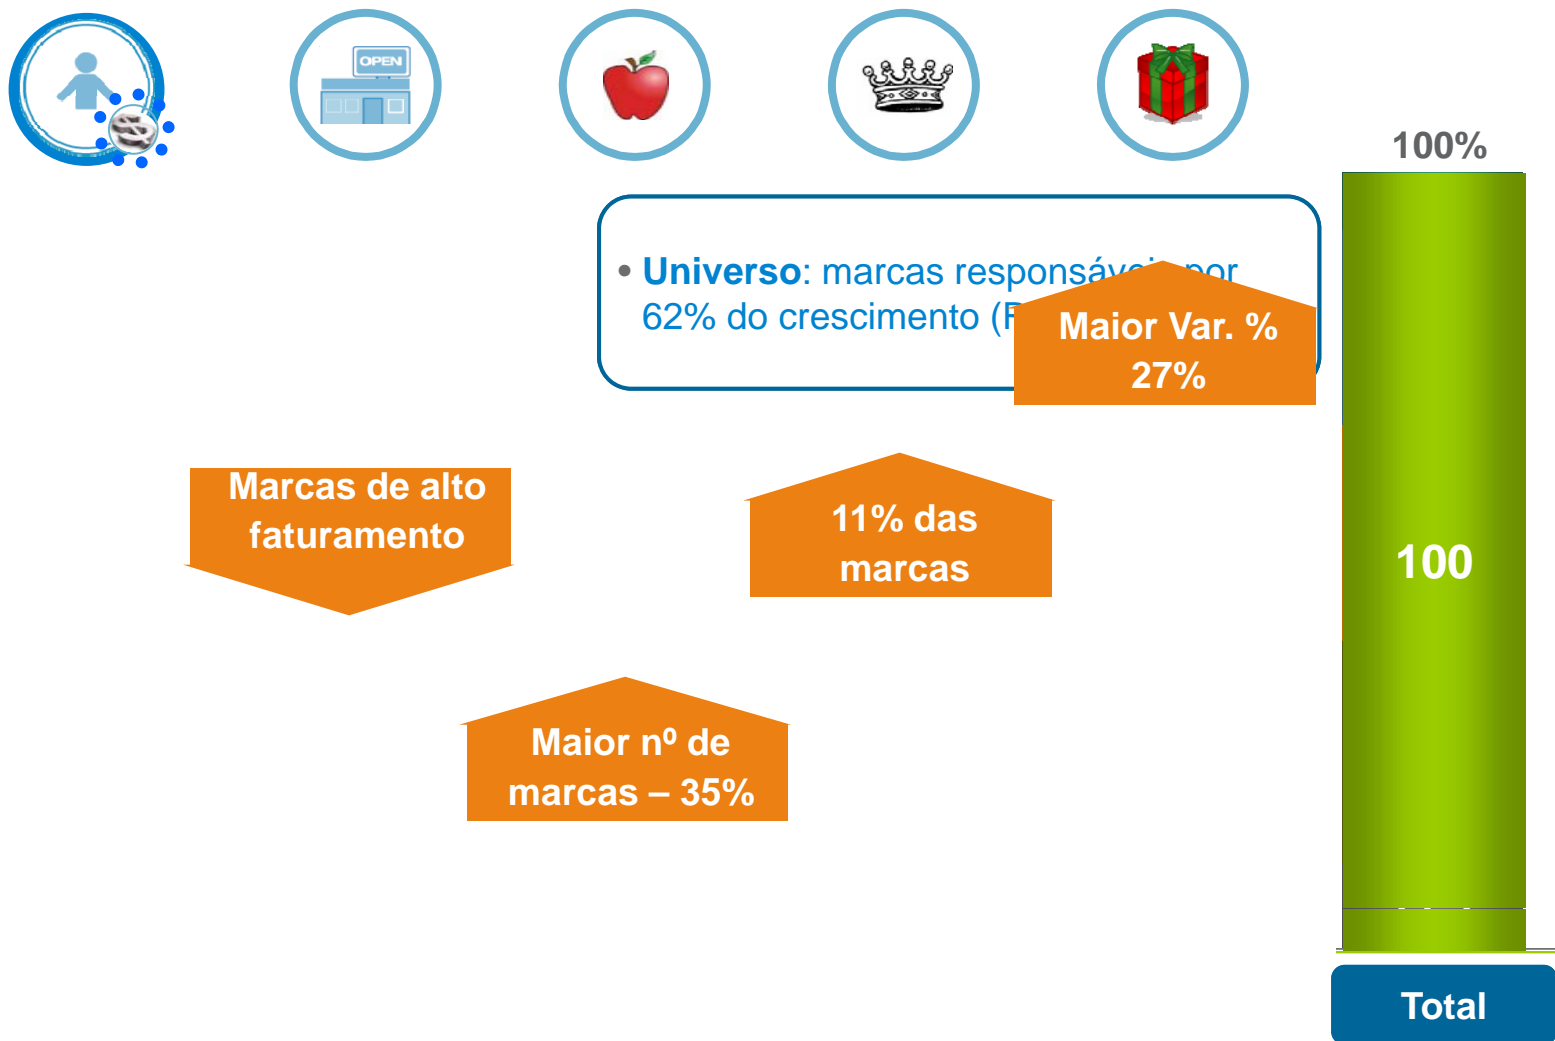 OPEN
100%
• Universo: marcas por
62% do crescimento (
Maior Var. %
27%
Marcas de alto
faturamento
11% das
marcas
100
Maior nº de
marcas – 35%
Total